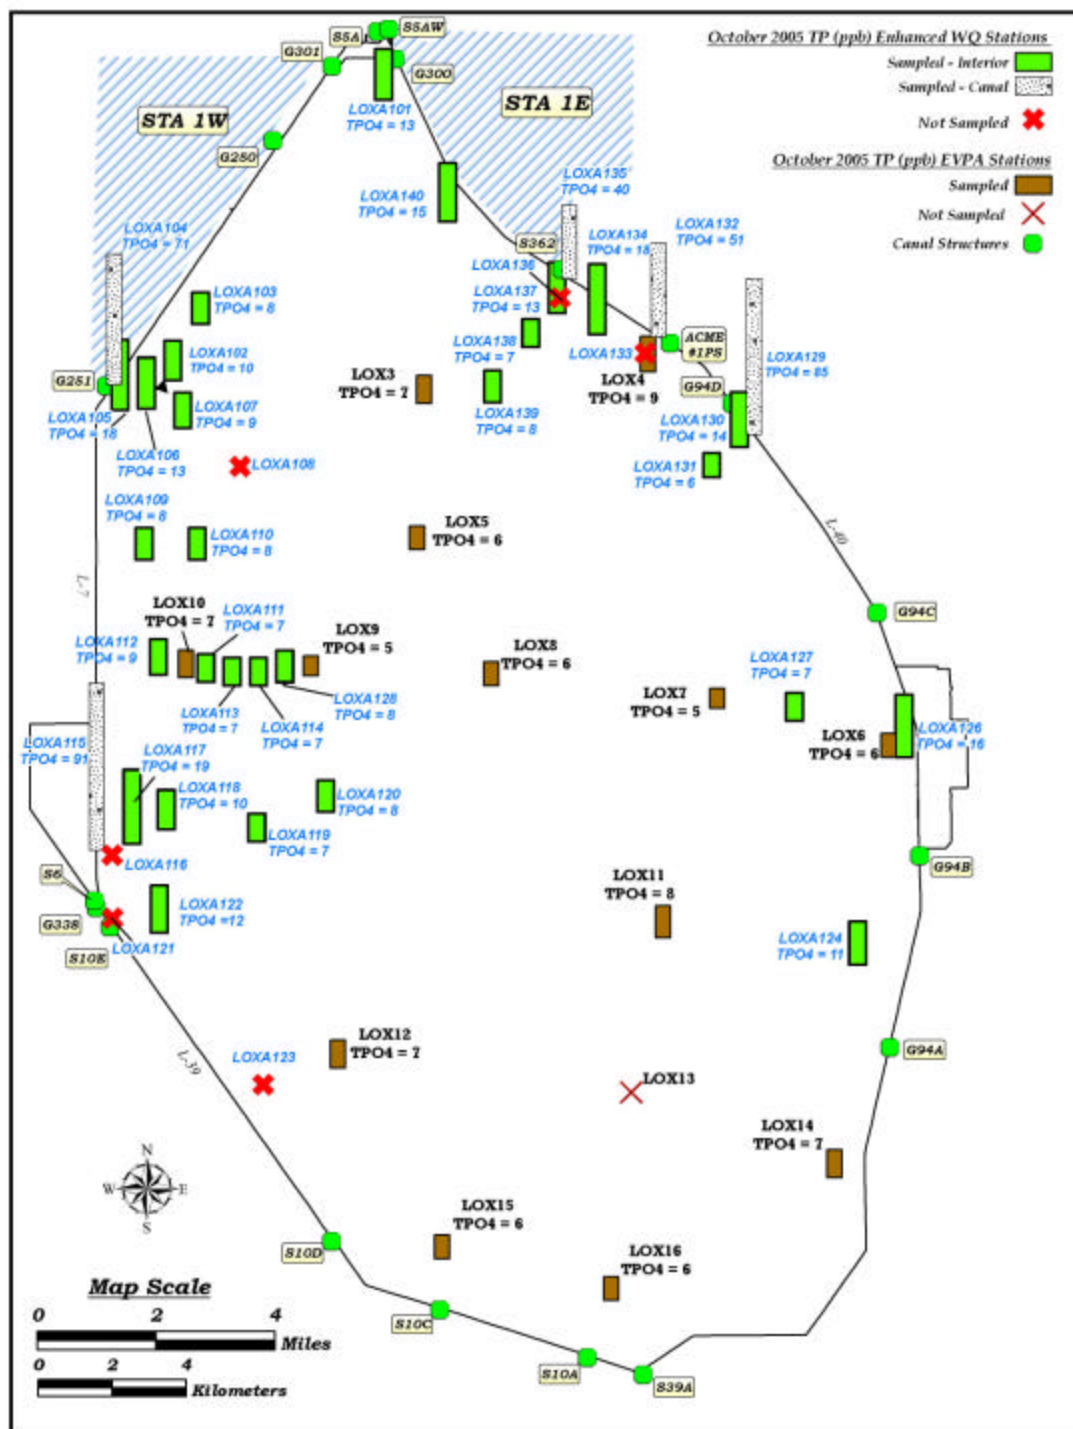 October 2005 TP (ppb) Enhanced WQ Stations
Sampled - Interior
Sampled - Canal
Not Sampled
October 2005 TP (ppb) EVPA Stations
Sampled
Not Sampled
Canal Structures
S5A
S5AW
G301
G300
LOXA101
TPO4 = 13
STA 1W
STA 1E
G250
LOXA135
TPO4 = 40
LOXA140
TPO4 = 15
LOXA104
TPO4 = 71
LOXA132
TPO4 = 51
S362
LOXA134
TPO4 = 18
LOXA136
LOXA137
TPO4 = 13
LOXA103
TPO4 = 8
LOXA138
TPO4 = 7
LOXA133
ACME
#1PS
LOXA102
TPO4 = 10
LOX3
TPO4 = 7
LOX4
TPO4 = 9
G94D
LOXA129
TPO4 = 85
G251
LOXA107
TPO4 = 9
LOXA139
TPO4 = 8
LOXA105
TPO4 = 18
LOXA130
TPO4 = 14
LOXA106
TPO4 = 13
LOXA108
LOXA131
TPO4 = 6
LOXA109
TPO4 = 8
LOXA110
TPO4 = 8
LOX5
TPO4 = 6
L-40
L-7
LOX10
TPO4 = 7
LOXA111
TPO4 = 7
G94C
LOXA112
TPO4 = 9
LOX9
TPO4 = 5
LOX8
TPO4 = 6
LOXA127
TPO4 = 7
LOX7
TPO4 = 5
LOXA128
TPO4 = 8
LOXA113
TPO4 = 7
LOXA114
TPO4 = 7
LOXA115
TPO4 = 91
LOX6
TPO4 = 6
LOXA126
TPO4 = 16
LOXA117
TPO4 = 19
LOXA118
TPO4 = 10
LOXA120
TPO4 = 8
LOXA119
TPO4 = 7
LOXA116
S6
G94B
LOX11
TPO4 = 8
LOXA122
TPO4 =12
G338
LOXA121
S10E
LOXA124
TPO4 = 11
LOX12
TPO4 = 7
G94A
L-39
LOXA123
LOX13
LOX14
TPO4 = 7
N
W
E
S
LOX15
TPO4 = 6
S10D
LOX16
TPO4 = 6
Map Scale
0 2 4
Miles
0 2 4
Kilometers
S10C
S10A
S39A